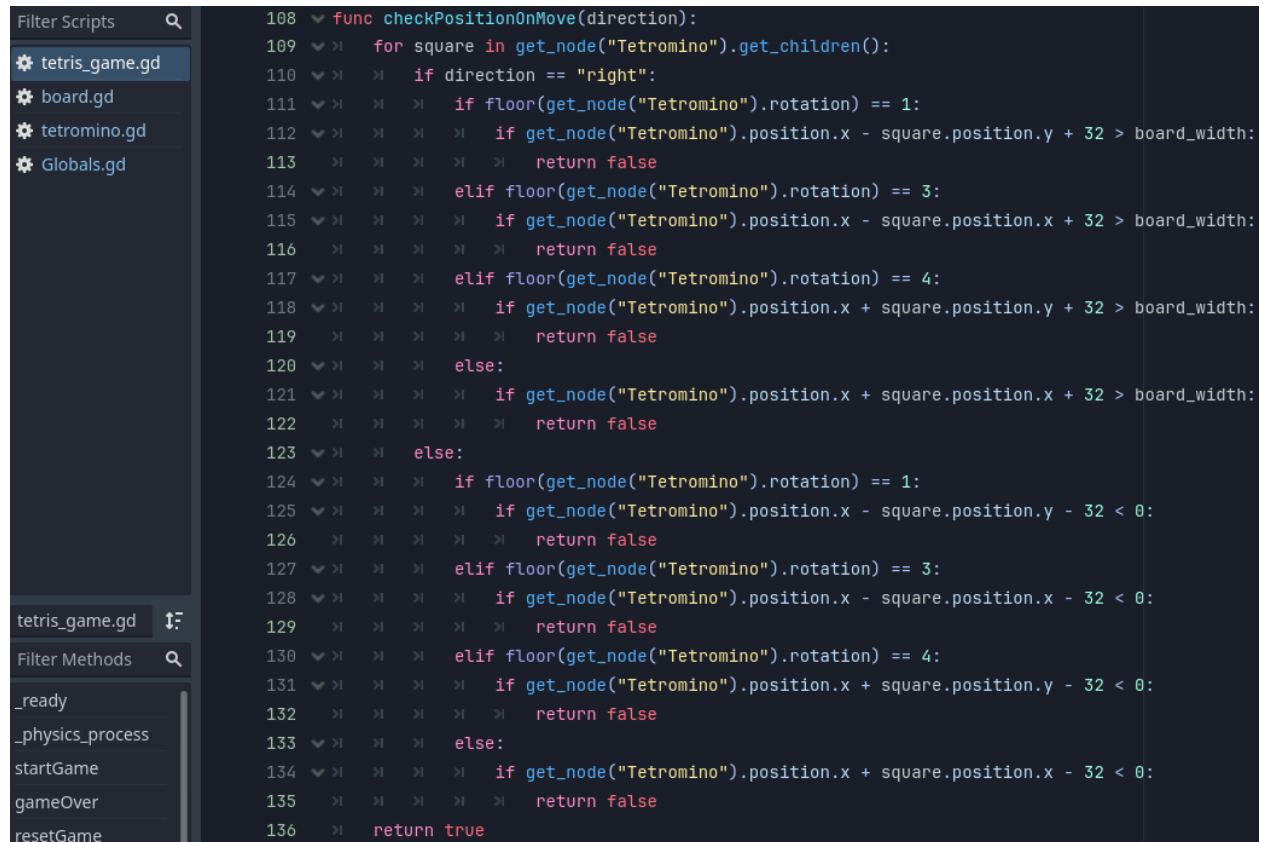 Filter Scripts
tetris_game.gd
board.gd
tetromino.gd
Globals.gd
tetris_game.gd
Filter Methods
_ready
_physics_process
startGame
gameOver
resetGame
108 func checkPositionOnMove(direction):
109 for square in get_node("Tetromino").get_children():
110 if direction == "right":
111 if floor(get_node("Tetromino").rotation) == 1:
112 if get_node("Tetromino").position.x - square.position.y + 32 > board_width:
113 return false
114 elif floor(get_node("Tetromino").rotation) == 3:
115 if get_node("Tetromino").position.x - square.position.x + 32 > board_width:
116 return false
117 elif floor(get_node("Tetromino").rotation) == 4:
118 if get_node("Tetromino").position.x + square.position.y + 32 > board_width:
119 return false
120 else:
121 if get_node("Tetromino").position.x + square.position.x + 32 > board_width:
122 return false
123 else:
124 if floor(get_node("Tetromino").rotation) == 1:
125 if get_node("Tetromino").position.x - square.position.y - 32 < 0:
126 return false
127 elif floor(get_node("Tetromino").rotation) == 3:
128 if get_node("Tetromino").position.x - square.position.x - 32 < 0:
129 return false
130 elif floor(get_node("Tetromino").rotation) == 4:
131 if get_node("Tetromino").position.x + square.position.y - 32 < 0:
132 return false
133 else:
134 if get_node("Tetromino").position.x + square.position.x - 32 < 0:
135 return false
136 return true